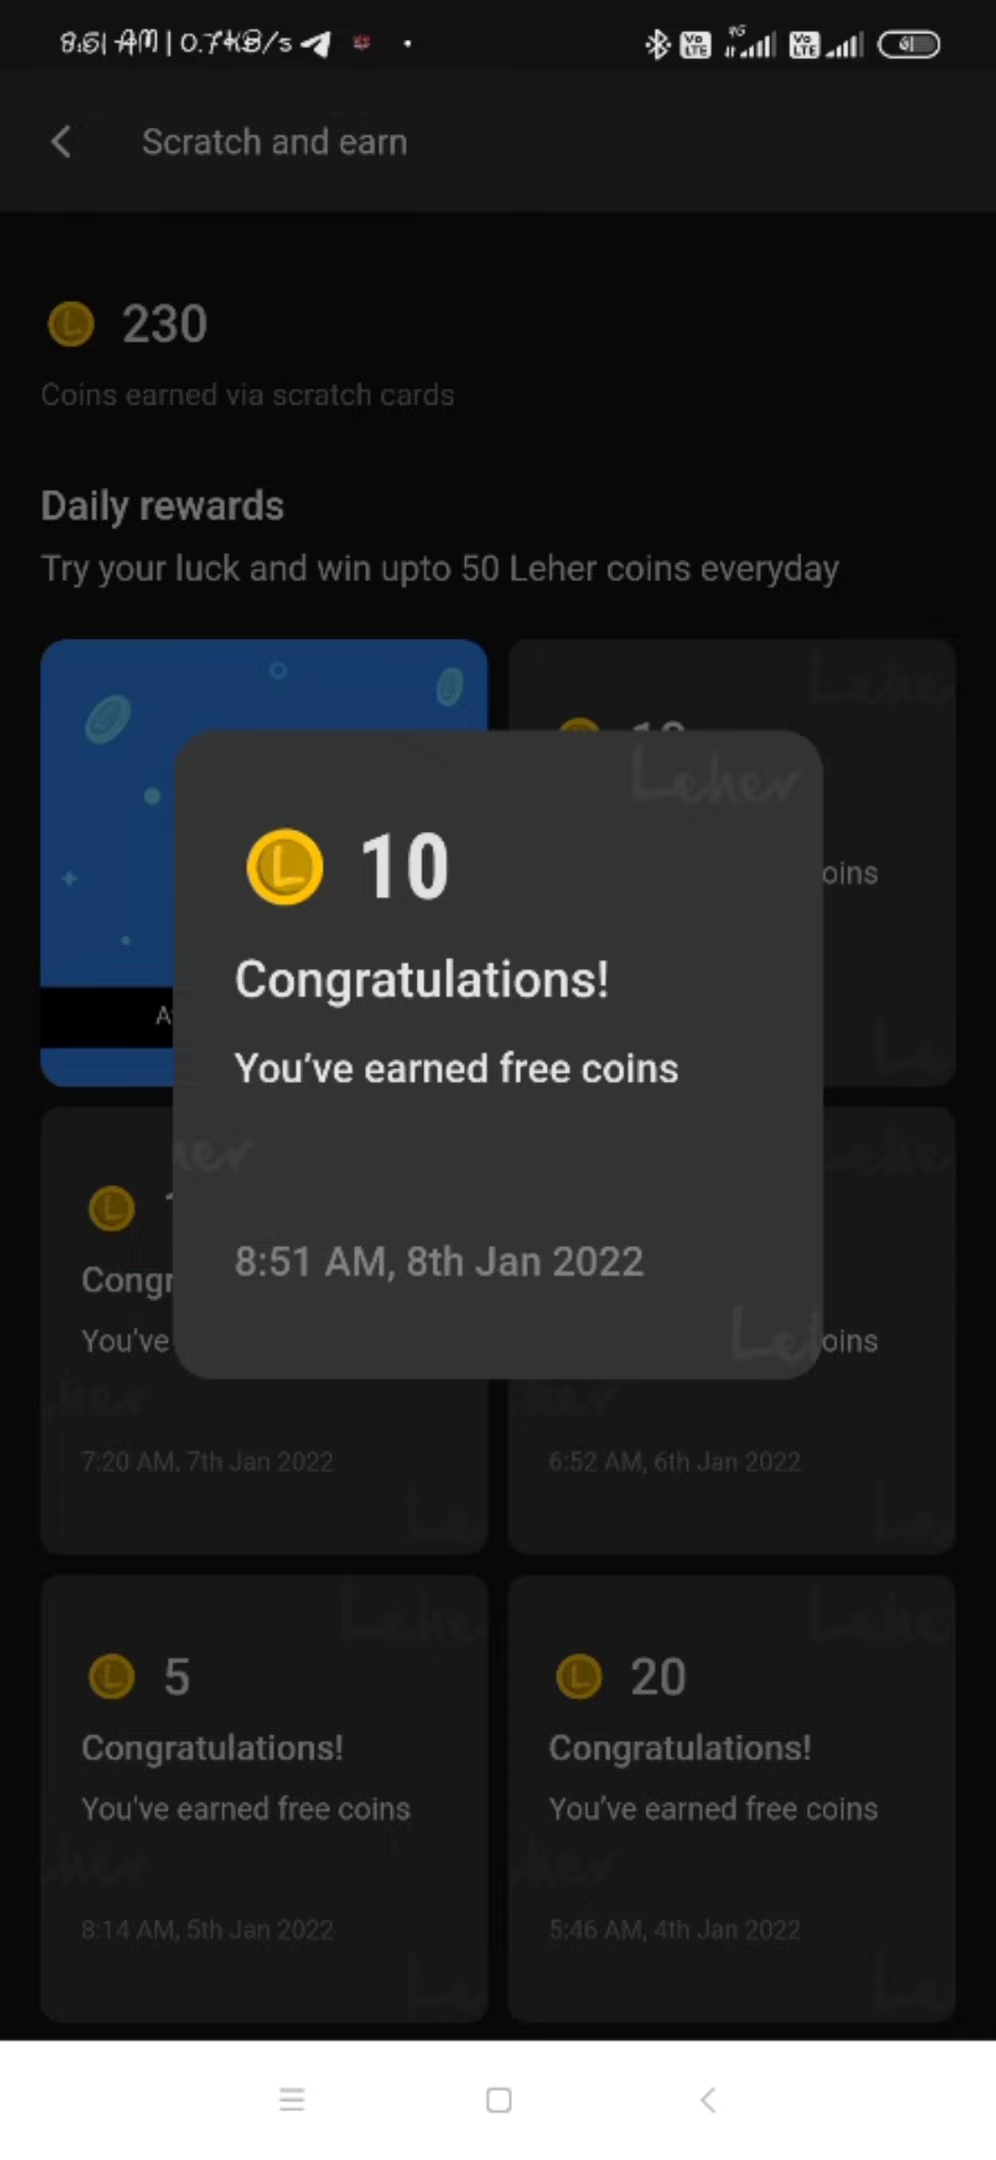 8:51 AM | 0.7KB/s
Scratch and earn
230
Coins earned via scratch cards
Daily rewards
Try your luck and win upto 50 Leher coins everyday
Leher
10
Congratulations!
You’ve earned free coins
8:51 AM, 8th Jan 2022
oins
oins
7:20 AM, 7th Jan 2022
6:52 AM, 6th Jan 2022
5
Congratulations!
You've earned free coins
8:14 AM, 5th Jan 2022
20
Congratulations!
You've earned free coins
5:46 AM, 4th Jan 2022